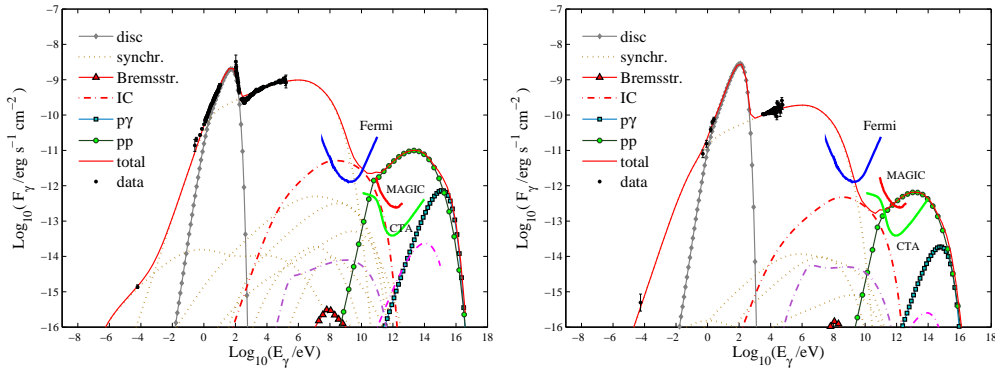 −7
−8
−9
−10
−11
−12
−13
−14
−15
−16
Log10( Fγ /erg s−1 cm−2 )
disc
synchr.
Bremsstr.
IC
pγ
pp
total
data
Fermi
MAGIC
CTA
−8 −6 −4 −2 0 2 4 6 8 10 12 14 16 18
Log10(Eγ /eV)
−7
−8
−9
−10
−11
−12
−13
−14
−15
−16
Log10( Fγ /erg s−1 cm−2 )
disc
synchr.
Bremsstr.
IC
pγ
pp
total
data
Fermi
MAGIC
CTA
−8 −6 −4 −2 0 2 4 6 8 10 12 14 16 18
Log10(Eγ /eV)